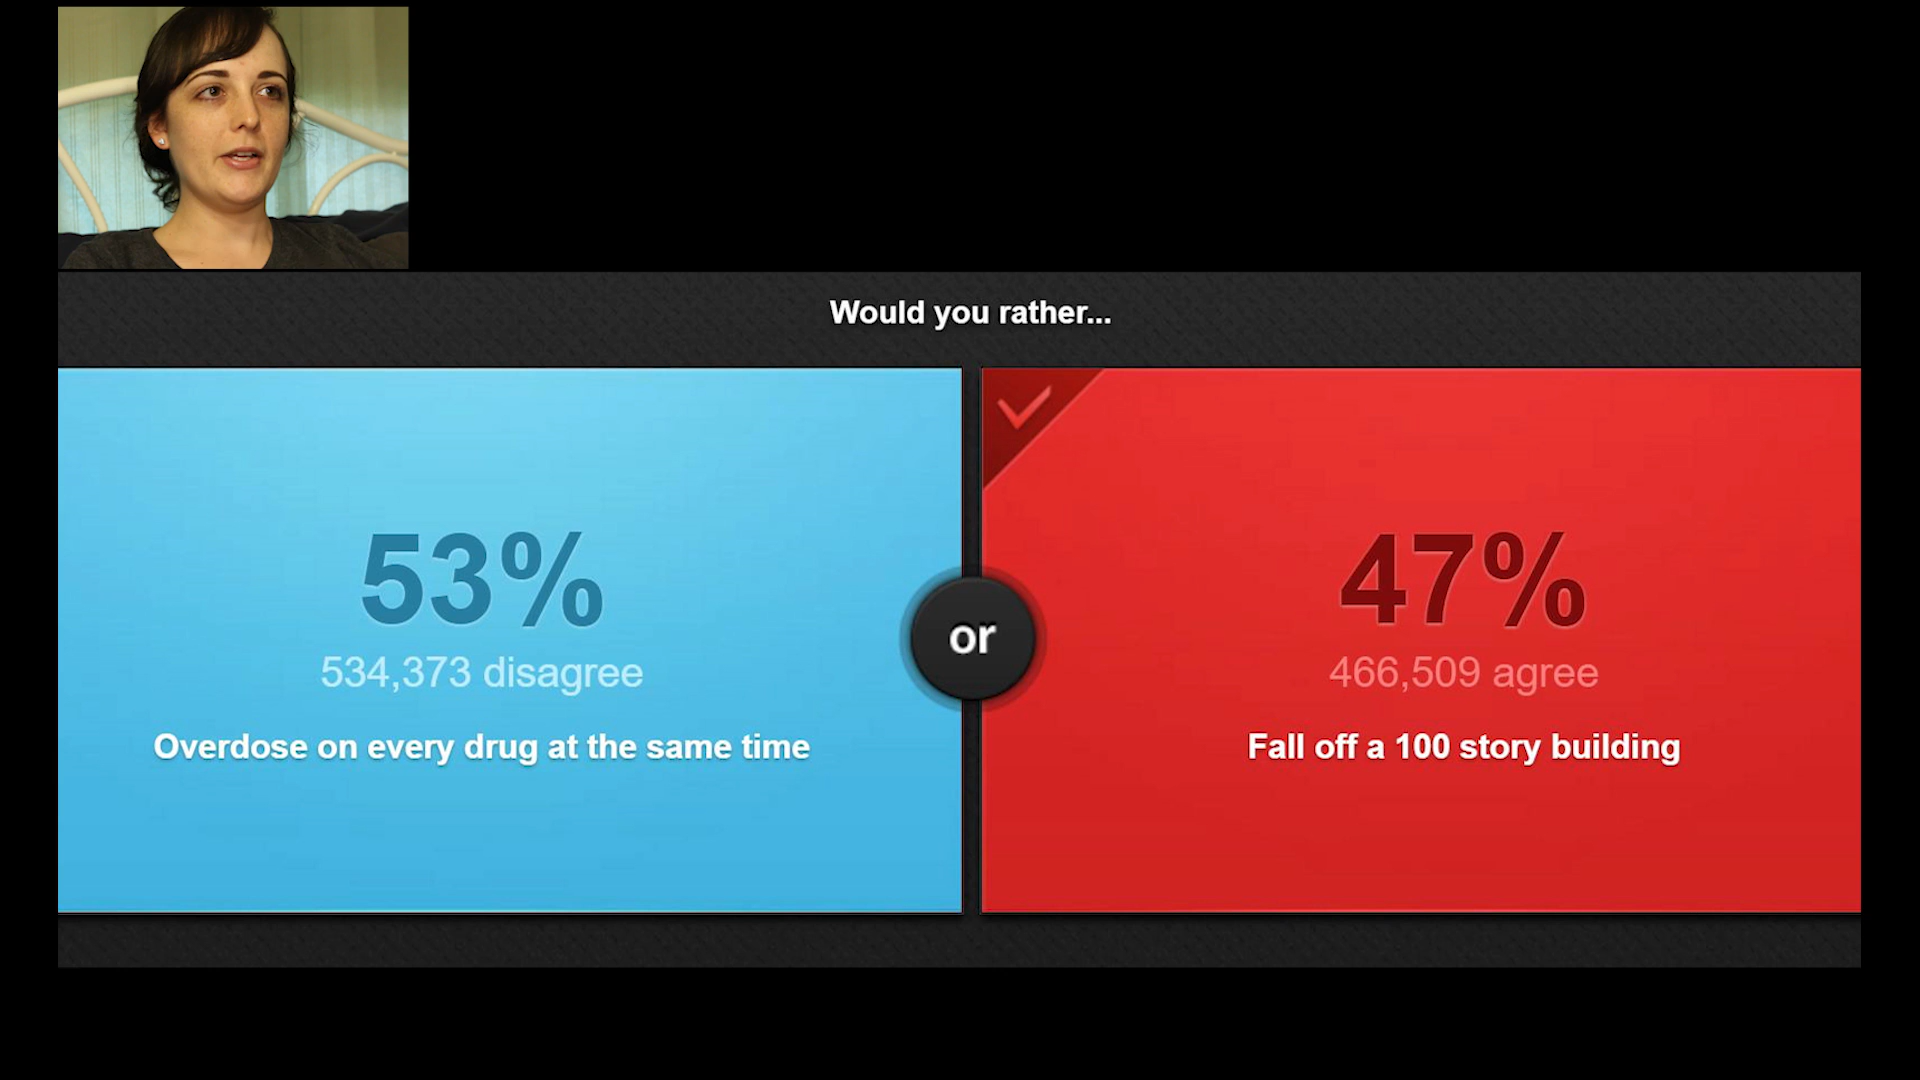 Would you rather...
53%
534,373 disagree
Overdose on every drug at the same time
or
47%
466,509 agree
Fall off a 100 story building